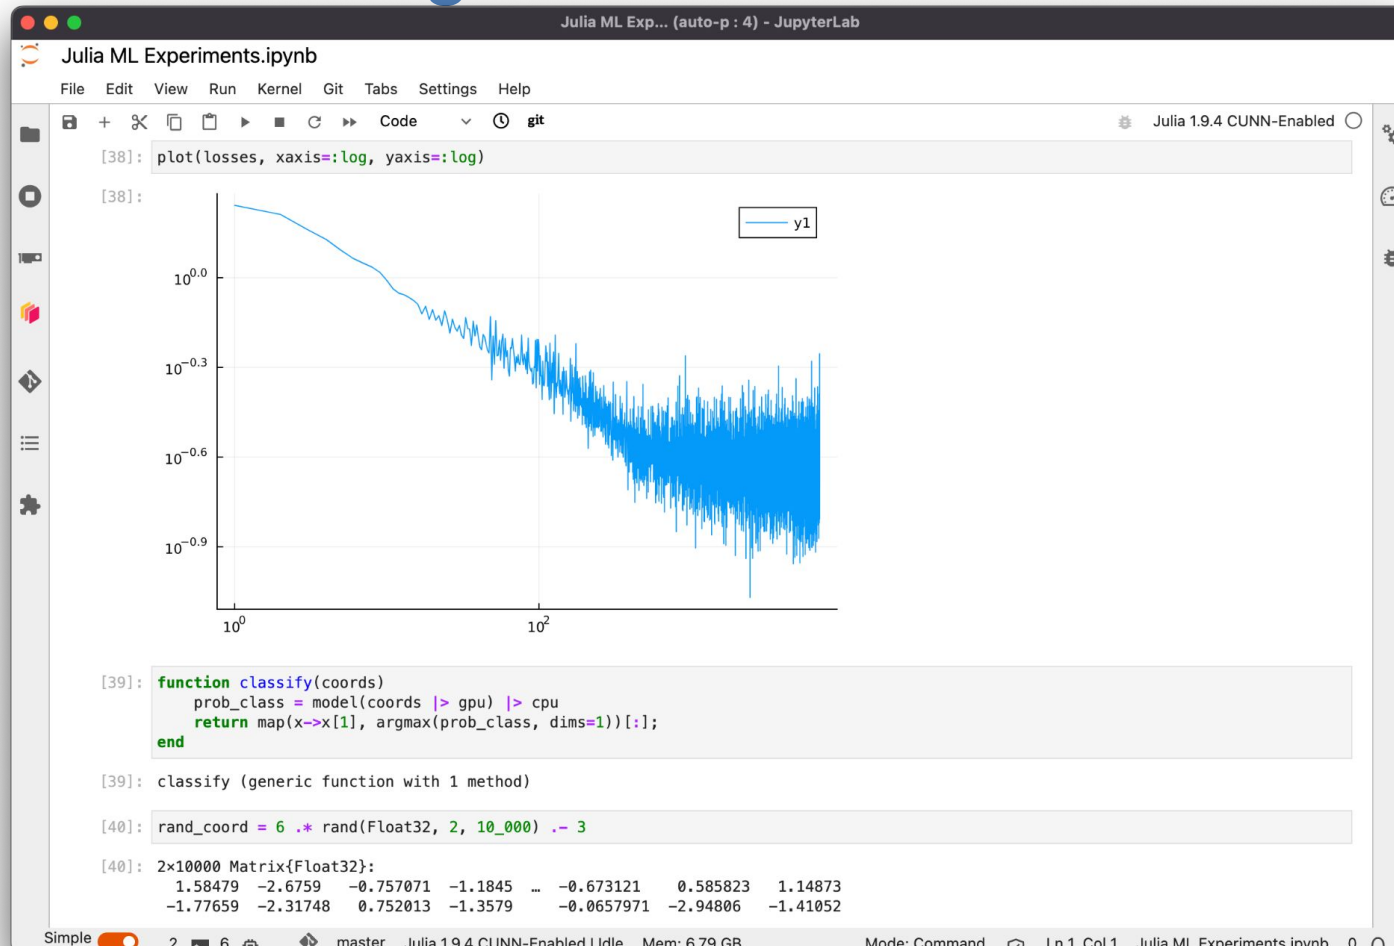 Julia ML Exp... (auto-p : 4) - JupyterLab
Julia ML Experiments.ipynb
File Edit View Run Kernel Git Tabs Settings Help
Code git Julia 1.9.4 CUNN-Enabled
[38]: plot(losses, xaxis=:log, yaxis=:log)
[38]:
y1
10^0.0
10^−0.3
10^−0.6
10^−0.9
10^0 10^2
[39]: function classify(coords)
prob_class = model(coords |> gpu) |> cpu
return map(x->x[1], argmax(prob_class, dims=1))[:];
end
[39]: classify (generic function with 1 method)
[40]: rand_coord = 6 .* rand(Float32, 2, 10_000) .- 3
[40]: 2×10000 Matrix{Float32}:
1.58479 −2.6759 −0.757071 −1.1845 … −0.673121 0.585823 1.14873
−1.77659 −2.31748 0.752013 −1.3579 −0.0657971 −2.94806 −1.41052
Simple 2 6 master Julia 1.9.4 CUNN-Enabled | Idle Mem: 6.79 GB Mode: Command Ln 1, Col 1 Julia ML Experiments.ipynb 0